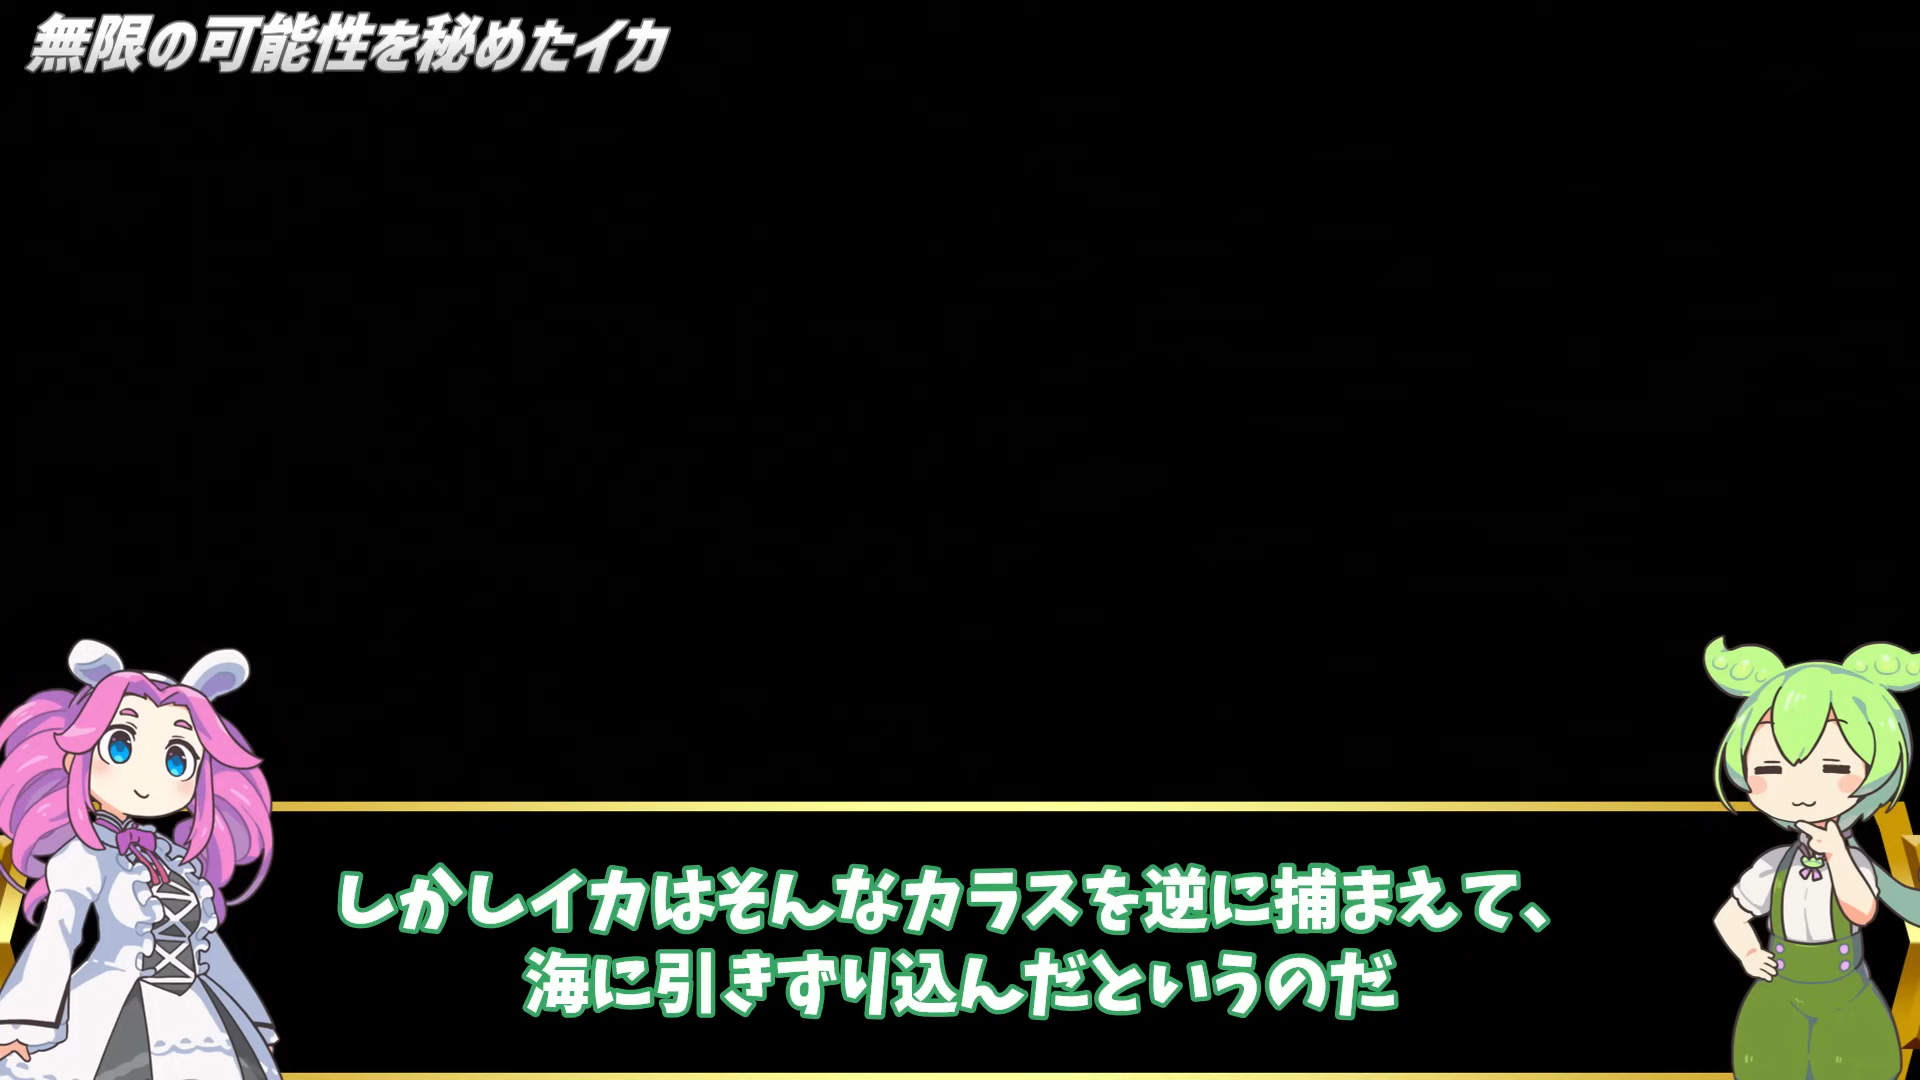 無限の可能性を秘めたイカ
しかしイカはそんなカラスを逆に捕まえて、
海に引きずり込んだというのだ